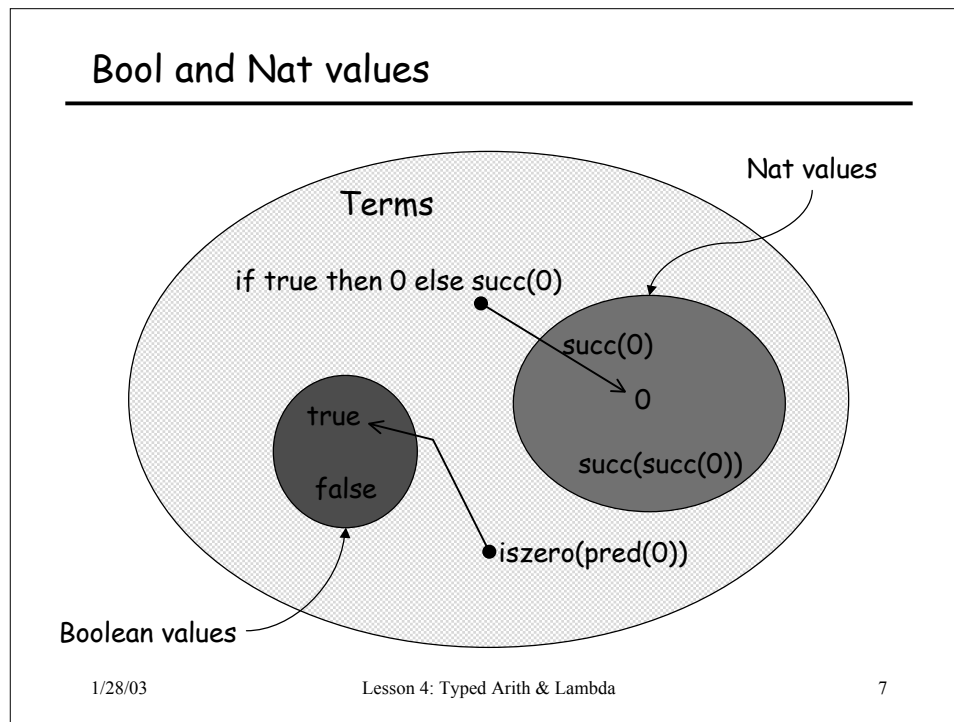 Bool and Nat values
Nat values
Terms
if true then 0 else succ(0)
succ(0)
0
true
succ(succ(0))
false
iszero(pred(0))
Boolean values
1/28/03 Lesson 4: Typed Arith & Lambda 7